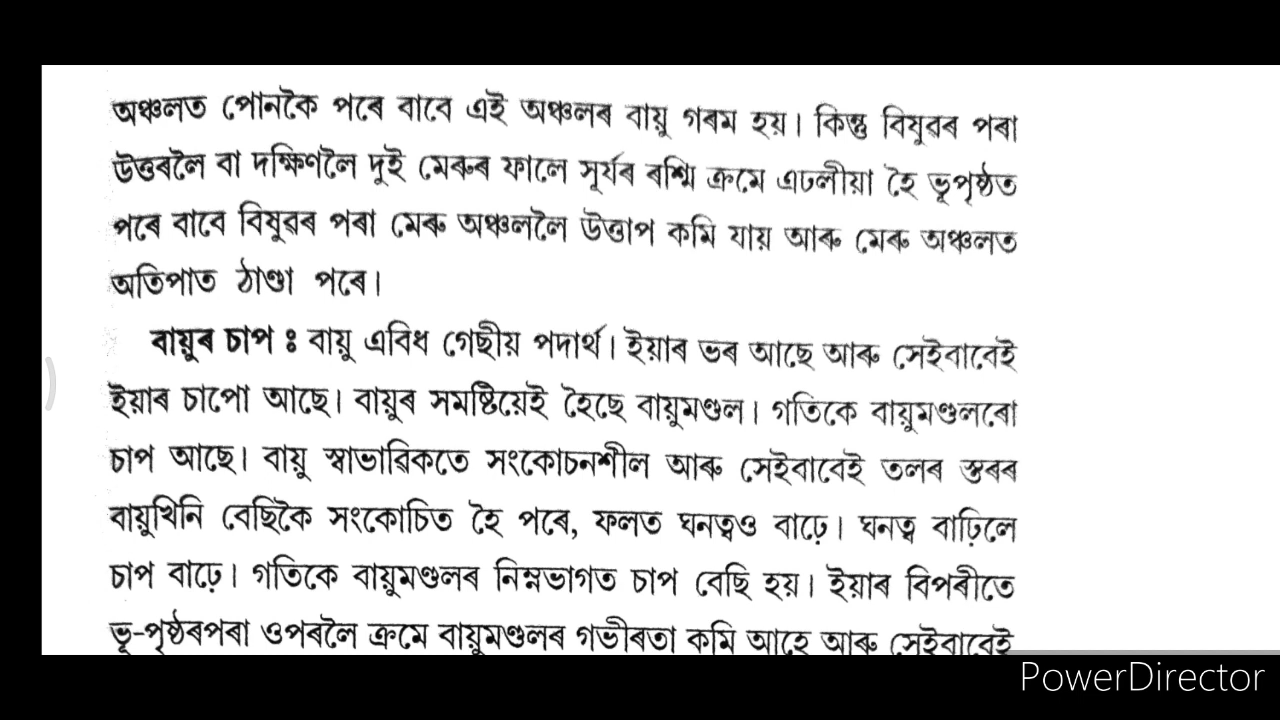 অঞ্চলত পোনকৈ পৰে বাবে এই অঞ্চলৰ বায়ু গৰম হয়। কিন্তু বিষুৱৰ পৰা
উত্তৰলৈ বা দক্ষিণলৈ দুই মেৰুৰ ফালে সূৰ্যৰ ৰশ্মি ক্ৰমে এঢলীয়া হৈ ভূপৃষ্ঠত
পৰে বাবে বিষুৱৰ পৰা মেৰু অঞ্চললৈ উত্তাপ কমি যায় আৰু মেৰু অঞ্চলত
অতিপাত ঠাণ্ডা পৰে।
বায়ুৰ চাপ ঃ বায়ু এবিধ গেছীয় পদাৰ্থ। ইয়াৰ ভৰ আছে আৰু সেইবাবেই
ইয়াৰ চাপো আছে। বায়ুৰ সমষ্টিয়েই হৈছে বায়ুমণ্ডল। গতিকে বায়ুমণ্ডলৰো
চাপ আছে। বায়ু স্বাভাৱিকতে সংকোচনশীল আৰু সেইবাবেই তলৰ স্তৰৰ
বায়ুখিনি বেছিকৈ সংকোচিত হৈ পৰে, ফলত ঘনত্বও বাঢ়ে। ঘনত্ব বাঢ়িলে
চাপ বাঢ়ে। গতিকে বায়ুমণ্ডলৰ নিম্নভাগত চাপ বেছি হয়। ইয়াৰ বিপৰীতে
ভূ-পৃষ্ঠৰপৰা ওপৰলৈ ক্ৰমে বায়ুমণ্ডলৰ গভীৰতা কমি আহে আৰু সেইবাবেই
PowerDirector